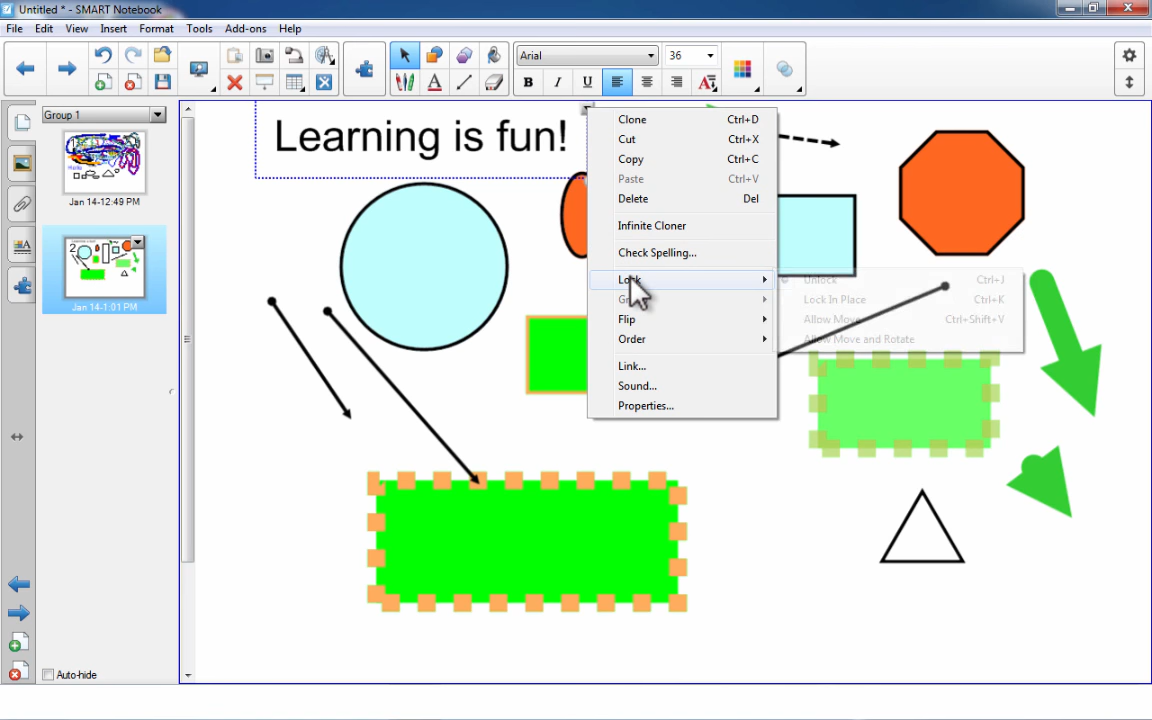 Untitled * - SMART Notebook
File Edit View Insert Format Tools Add-ons Help
Arial 36
B I U
Group 1
Jan 14-12:49 PM
Jan 14-1:01 PM
Auto-hide
Learning is fun!
Clone Ctrl+D
Cut Ctrl+X
Copy Ctrl+C
Paste Ctrl+V
Delete Del
Infinite Cloner
Check Spelling...
Lock
Flip
Order
Link...
Sound...
Properties...
Unlock Ctrl+J
Lock In Place Ctrl+K
Allow Move Ctrl+Shift+V
Allow Move and Rotate